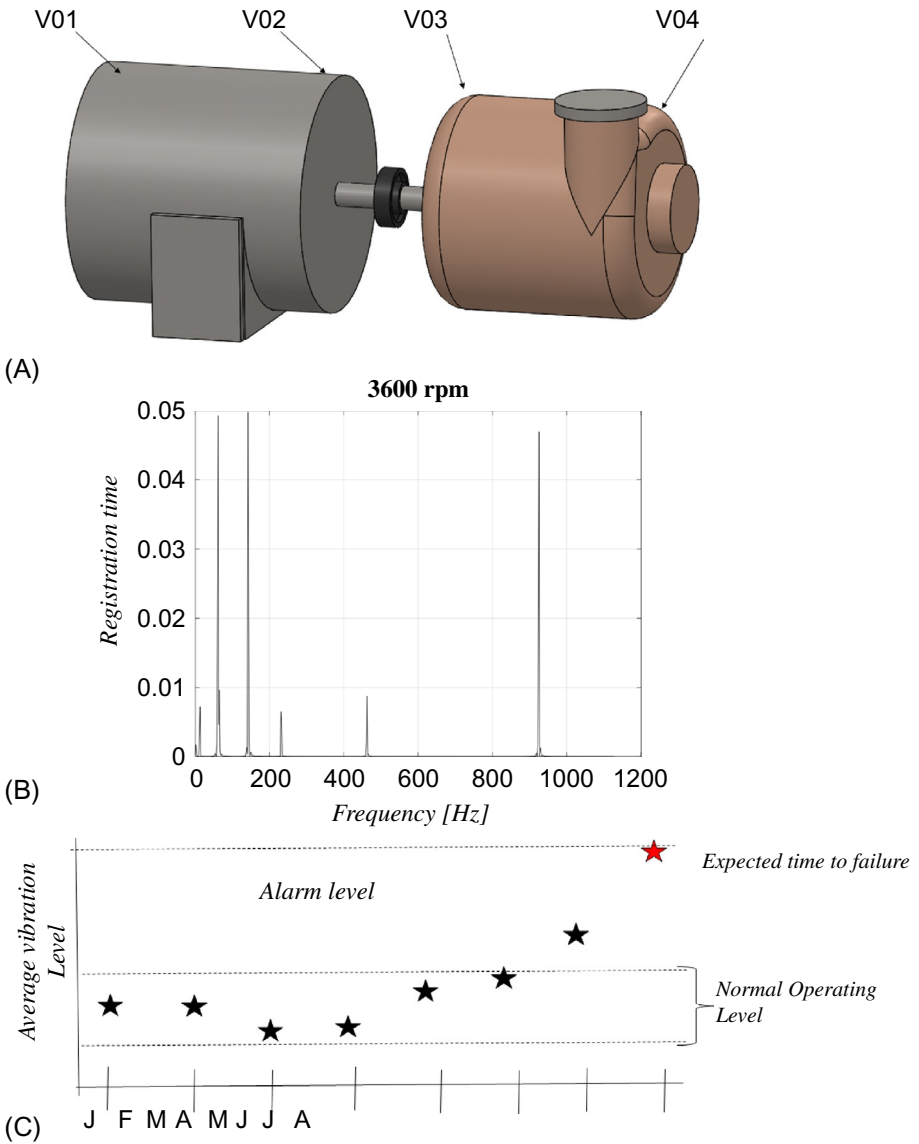 V01 V02 V03 V04
(A)
3600 rpm
0.05
0.04
0.03
0.02
0.01
0
Registration time
0 200 400 600 800 1000 1200
Frequency [Hz]
(B)
Average vibration
Level
Alarm level
Expected time to failure
Normal Operating
Level
J F M A M J J A
(C)